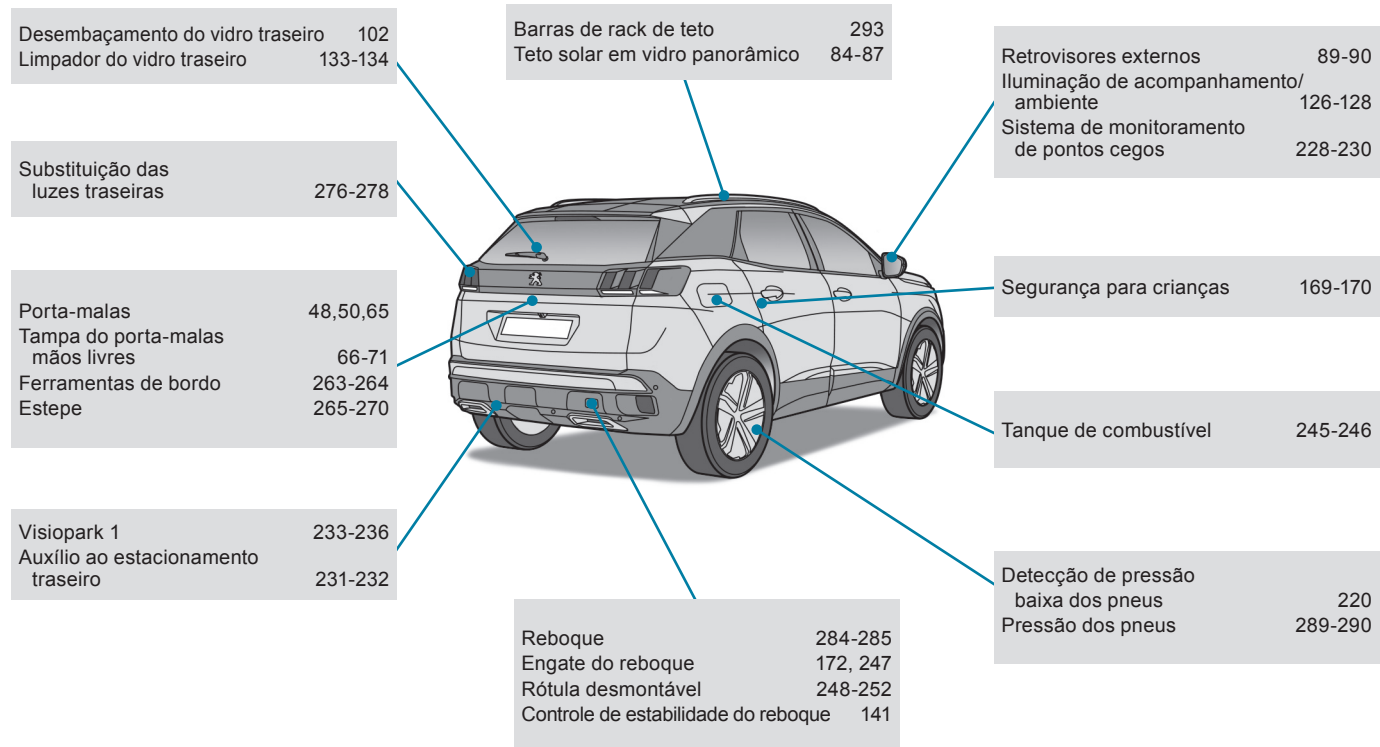 Desembaçamento do vidro traseiro 102
Limpador do vidro traseiro 133-134
Barras de rack de teto 293
Teto solar em vidro panorâmico 84-87
Retrovisores externos 89-90
Iluminação de acompanhamento/
ambiente 126-128
Sistema de monitoramento
de pontos cegos 228-230
Substituição das
luzes traseiras 276-278
Segurança para crianças 169-170
Porta-malas 48,50,65
Tampa do porta-malas
mãos livres 66-71
Ferramentas de bordo 263-264
Estepe 265-270
Tanque de combustível 245-246
Visiopark 1 233-236
Auxílio ao estacionamento
traseiro 231-232
Detecção de pressão
baixa dos pneus 220
Pressão dos pneus 289-290
Reboque 284-285
Engate do reboque 172, 247
Rótula desmontável 248-252
Controle de estabilidade do reboque 141